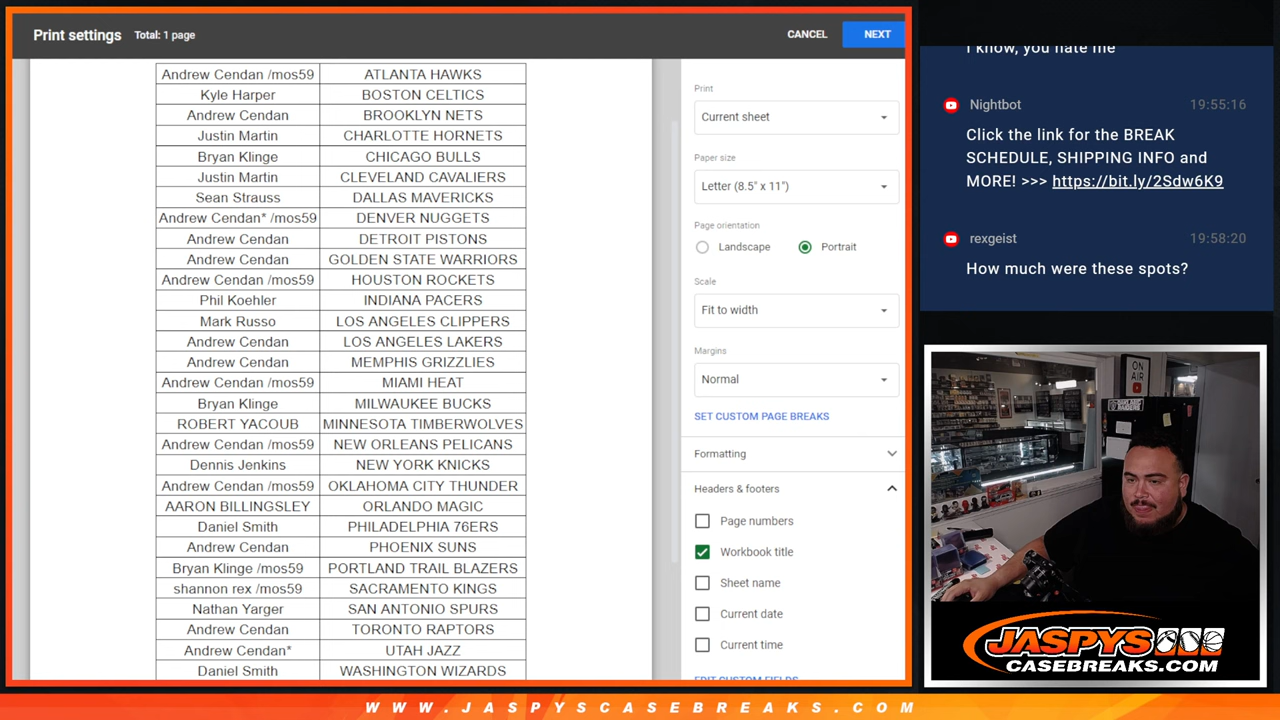 Print settings Total: 1 page CANCEL NEXT
Andrew Cendan /mos59 ATLANTA HAWKS
Kyle Harper BOSTON CELTICS
Andrew Cendan BROOKLYN NETS
Justin Martin CHARLOTTE HORNETS
Bryan Klinge CHICAGO BULLS
Justin Martin CLEVELAND CAVALIERS
Sean Strauss DALLAS MAVERICKS
Andrew Cendan* /mos59 DENVER NUGGETS
Andrew Cendan DETROIT PISTONS
Andrew Cendan GOLDEN STATE WARRIORS
Andrew Cendan /mos59 HOUSTON ROCKETS
Phil Koehler INDIANA PACERS
Mark Russo LOS ANGELES CLIPPERS
Andrew Cendan LOS ANGELES LAKERS
Andrew Cendan MEMPHIS GRIZZLIES
Andrew Cendan /mos59 MIAMI HEAT
Bryan Klinge MILWAUKEE BUCKS
ROBERT YACOUB MINNESOTA TIMBERWOLVES
Andrew Cendan /mos59 NEW ORLEANS PELICANS
Dennis Jenkins NEW YORK KNICKS
Andrew Cendan /mos59 OKLAHOMA CITY THUNDER
AARON BILLINGSLEY ORLANDO MAGIC
Daniel Smith PHILADELPHIA 76ERS
Andrew Cendan PHOENIX SUNS
Bryan Klinge /mos59 PORTLAND TRAIL BLAZERS
shannon rex /mos59 SACRAMENTO KINGS
Nathan Yarger SAN ANTONIO SPURS
Andrew Cendan TORONTO RAPTORS
Andrew Cendan* UTAH JAZZ
Daniel Smith WASHINGTON WIZARDS
Print
Current sheet
Paper size
Letter (8.5" x 11")
Page orientation
Landscape Portrait
Scale
Fit to width
Margins
Normal
SET CUSTOM PAGE BREAKS
Formatting
Headers & footers
Page numbers
Workbook title
Sheet name
Current date
Current time
EDIT CUSTOM FIELDS
I know, you hate me
Nightbot 19:55:16
Click the link for the BREAK
SCHEDULE, SHIPPING INFO and
MORE! >>> https://bit.ly/2Sdw6K9
rexgeist 19:58:20
How much were these spots?
ON
AIR
JASPYS
CASEBREAKS.COM
WWW.JASPYSCASEBREAKS.COM